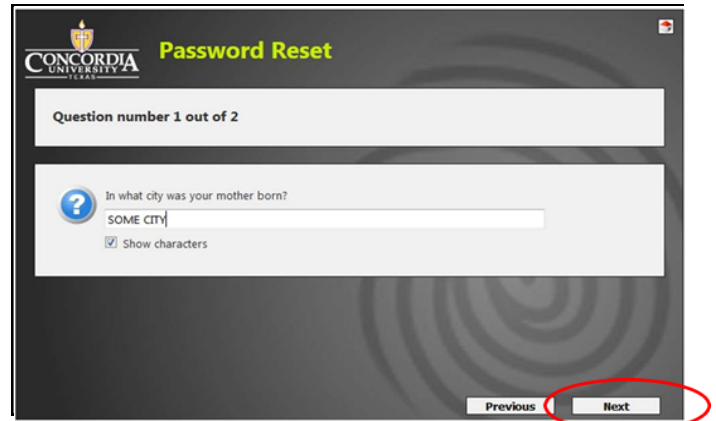 CONCORDIA
UNIVERSITY
TEXAS
Password Reset
Question number 1 out of 2
In what city was your mother born?
SOME CITY
Show characters
Previous
Next